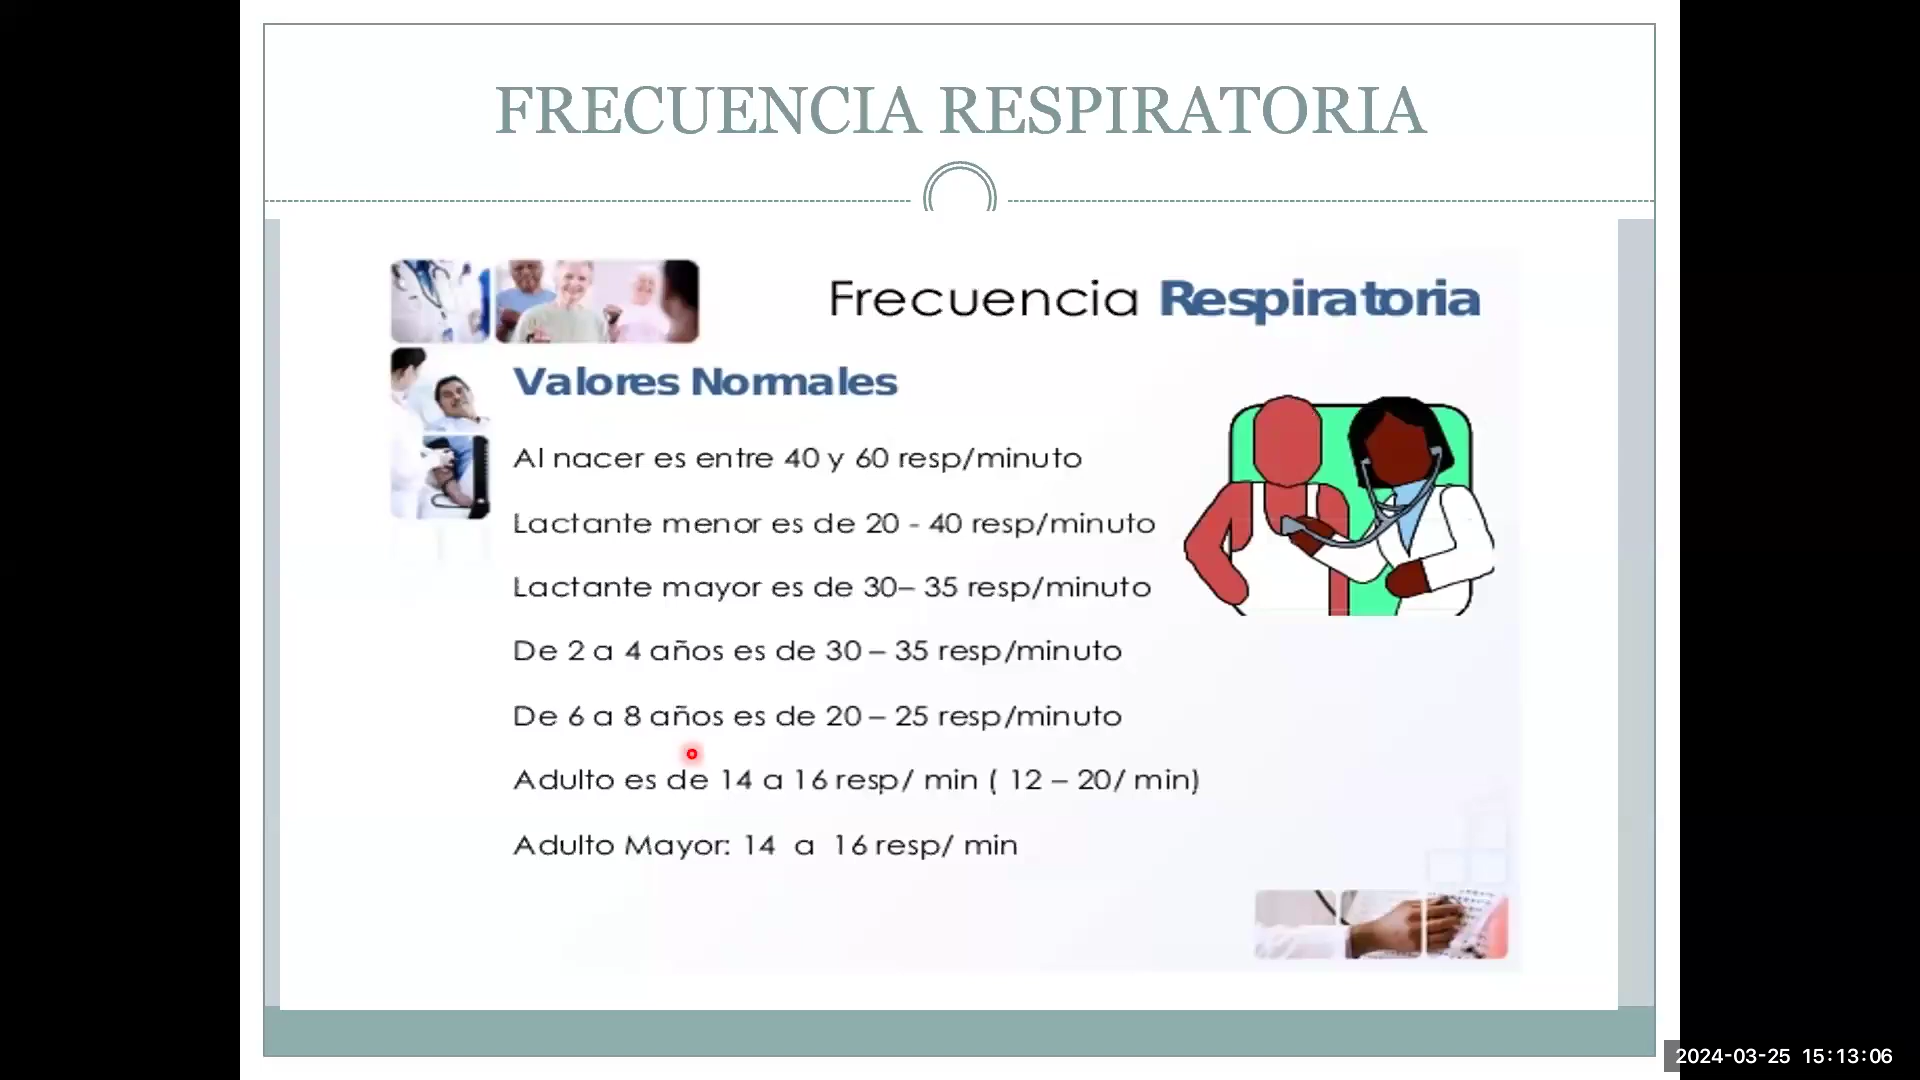 FRECUENCIA RESPIRATORIA
Frecuencia Respiratoria
Valores Normales
Al nacer es entre 40 y 60 resp/minuto
Lactante menor es de 20 - 40 resp/minuto
Lactante mayor es de 30– 35 resp/minuto
De 2 a 4 años es de 30 – 35 resp/minuto
De 6 a 8 años es de 20 – 25 resp/minuto
Adulto es de 14 a 16 resp/ min ( 12 – 20/ min)
Adulto Mayor: 14 a 16 resp/ min
2024-03-25 15:13:06